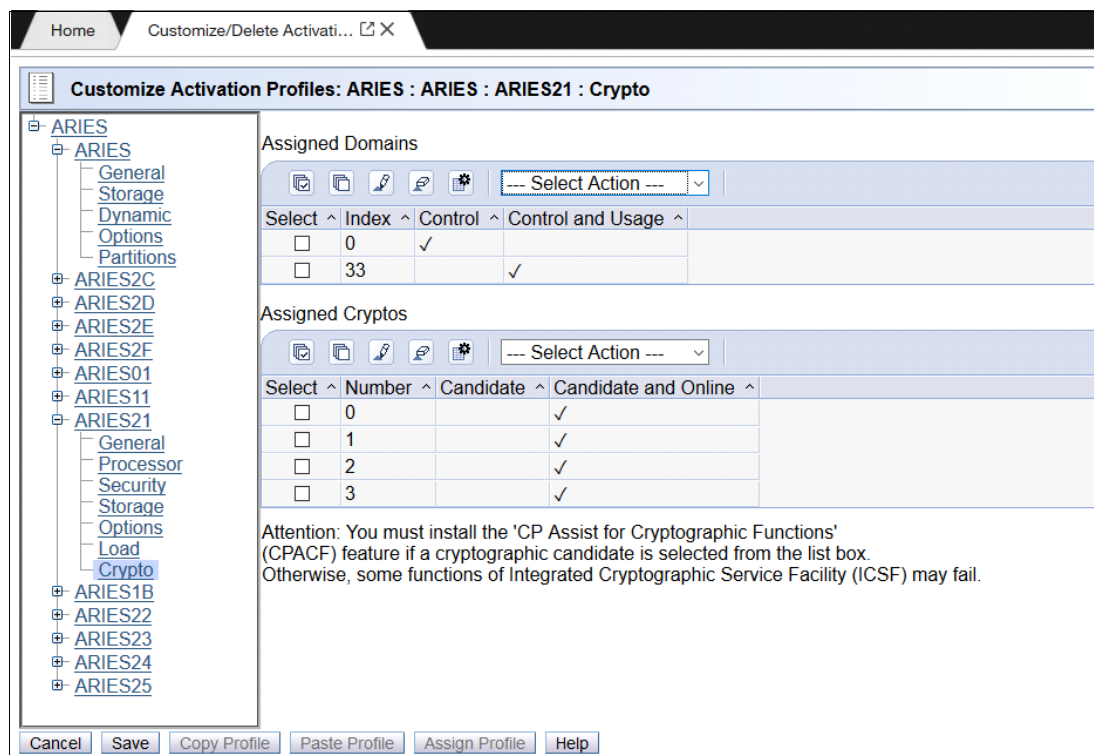 Home
Customize/Delete Activati...
Customize Activation Profiles: ARIES : ARIES : ARIES21 : Crypto
ARIES
ARIES
General
Storage
Dynamic
Options
Partitions
ARIES2C
ARIES2D
ARIES2E
ARIES2F
ARIES01
ARIES11
ARIES21
General
Processor
Security
Storage
Options
Load
Crypto
ARIES1B
ARIES22
ARIES23
ARIES24
ARIES25
Assigned Domains
--- Select Action ---
Select Index Control Control and Usage
0 ✓
33 ✓
Assigned Cryptos
--- Select Action ---
Select Number Candidate Candidate and Online
0 ✓
1 ✓
2 ✓
3 ✓
Attention: You must install the 'CP Assist for Cryptographic Functions'
(CPACF) feature if a cryptographic candidate is selected from the list box.
Otherwise, some functions of Integrated Cryptographic Service Facility (ICSF) may fail.
Cancel Save Copy Profile Paste Profile Assign Profile Help